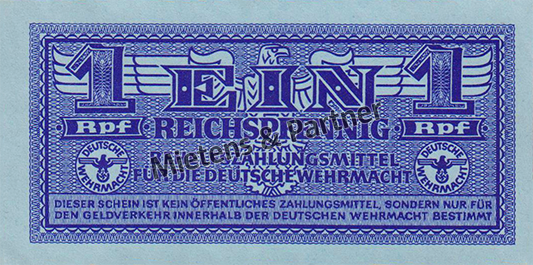 1 EIN 1
Rpf REICHSPFENNIG Rpf
Mietens & Partner
ZAHLUNGSMITTEL
FÜR DIE DEUTSCHE WEHRMACHT
DEUTSCHE WEHRMACHT
DEUTSCHE WEHRMACHT
DIESER SCHEIN IST KEIN ÖFFENTLICHES ZAHLUNGSMITTEL, SONDERN NUR FÜR
DEN GELDVERKEHR INNERHALB DER DEUTSCHEN WEHRMACHT BESTIMMT